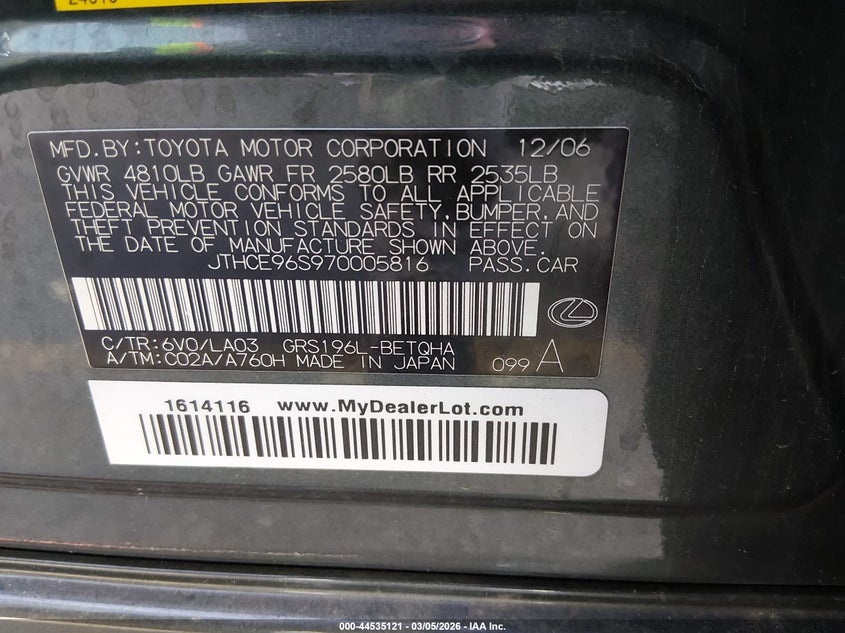 MFD.BY:TOYOTA MOTOR CORPORATION 12/06
GVWR 4810LB GAWR FR 2580LB RR 2535LB
THIS VEHICLE CONFORMS TO ALL APPLICABLE
FEDERAL MOTOR VEHICLE SAFETY,BUMPER,AND
THEFT PREVENTION STANDARDS IN EFFECT ON
THE DATE OF MANUFACTURE SHOWN ABOVE.
JTHCE96S970005816 PASS.CAR
C/TR:6V0/LA03 GRS196L-BETQHA
A/TM:C02A/A760H MADE IN JAPAN 099 A
1614116 www.MyDealerLot.com
000-44535121 - 03/05/2026 - IAA Inc.